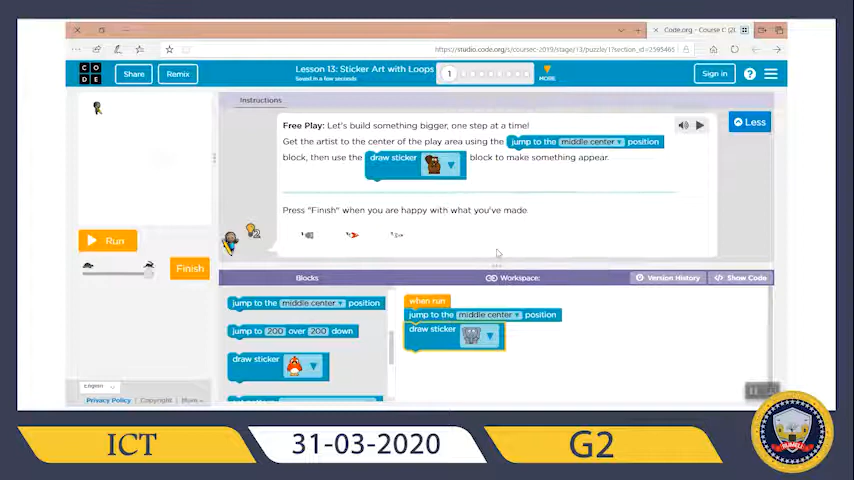 Code.org - Course C (2(
https://studio.code.org/s/coursec-2019/stage/13/puzzle/1?section_id=2595465
CODE
Share
Remix
Lesson 13: Sticker Art with Loops
Saved in a few seconds
1
MORE
Sign in
?
Instructions
Free Play: Let's build something bigger, one step at a time!
Get the artist to the center of the play area using the jump to the middle center position
block, then use the draw sticker block to make something appear.
Less
Press "Finish" when you are happy with what you've made.
2
Run
Finish
Blocks
Workspace:
Version History
</> Show Code
jump to the middle center position
jump to 200 over 200 down
draw sticker
when run
jump to the middle center position
draw sticker
English
Privacy Policy | Copyright | More
ICT
31-03-2020
G2